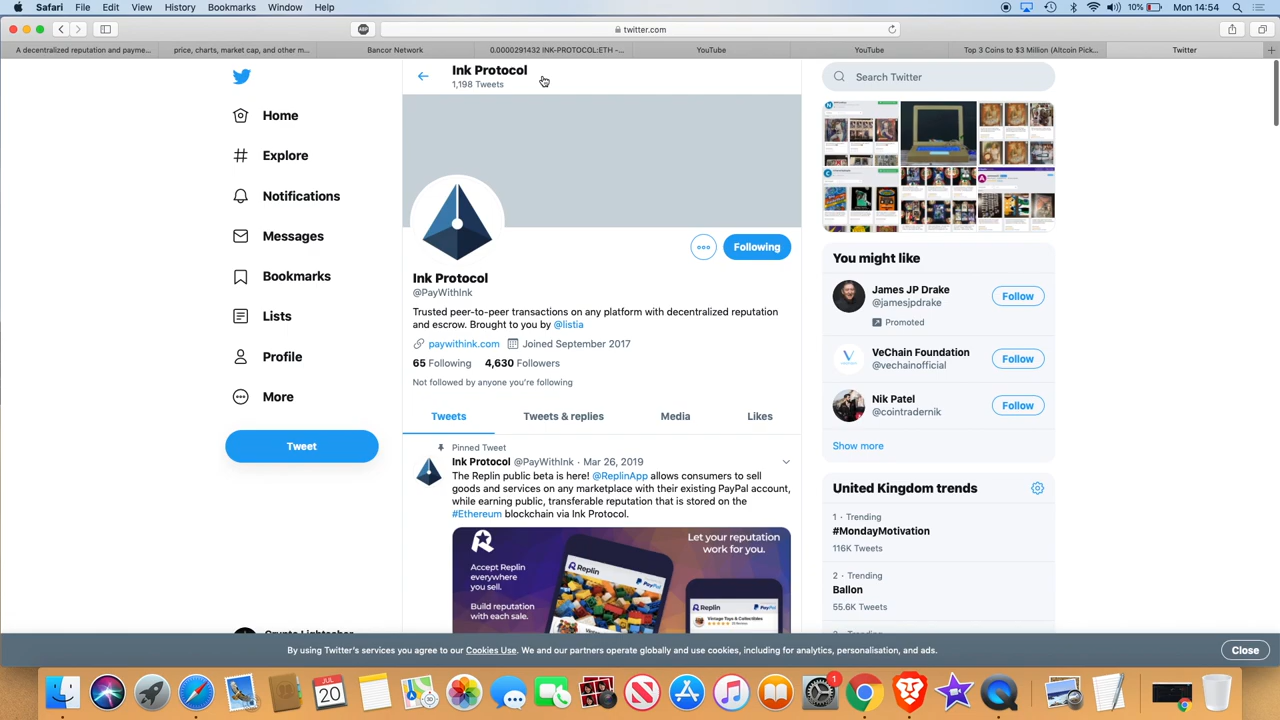 Safari File Edit View History Bookmarks Window Help 10% Mon 14:54
ABP twitter.com
A decentralized reputation and payme... price, charts, market cap, and other m... Bancor Network 0.0000291432 INK-PROTOCOL:ETH -... YouTube YouTube Top 3 Coins to $3 Million (Altcoin Pick... Twitter
Ink Protocol
1,198 Tweets
Home
Explore
Notifications
Messages
Bookmarks
Lists
Profile
More
Tweet
Following
Ink Protocol
@PayWithInk
Trusted peer-to-peer transactions on any platform with decentralized reputation
and escrow. Brought to you by @listia
paywithink.com Joined September 2017
65 Following 4,630 Followers
Not followed by anyone you're following
Tweets Tweets & replies Media Likes
Pinned Tweet
Ink Protocol @PayWithInk · Mar 26, 2019
The Replin public beta is here! @ReplinApp allows consumers to sell
goods and services on any marketplace with their existing PayPal account,
while earning public, transferable reputation that is stored on the
#Ethereum blockchain via Ink Protocol.
Let your reputation
work for you.
Accept Replin
everywhere
you sell.
Build reputation
with each sale.
Replin PayPal
Replin PayPal
Vintage Toys & Collectibles
Search Twitter
You might like
James JP Drake
@jamesjpdrake
Follow
Promoted
VeChain Foundation
@vechainofficial
Follow
Nik Patel
@cointradernik
Follow
Show more
United Kingdom trends
1 · Trending
#MondayMotivation
116K Tweets
2 · Trending
Ballon
55.6K Tweets
By using Twitter's services you agree to our Cookies Use. We and our partners operate globally and use cookies, including for analytics, personalisation, and ads.
Close
JUL
20
1